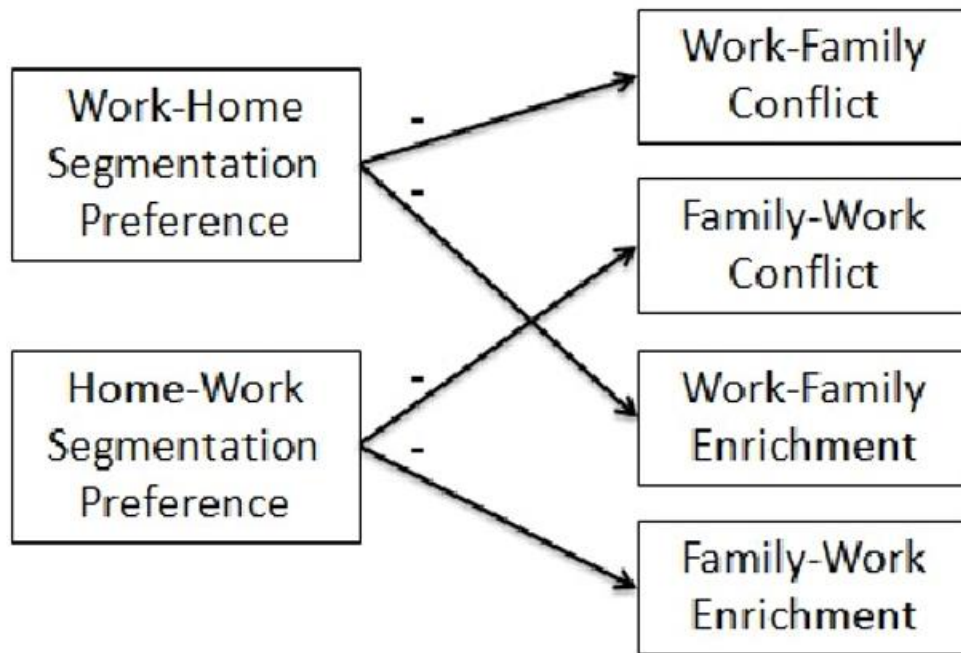 Work-Home
Segmentation
Preference
Home-Work
Segmentation
Preference
-
-
-
-
Work-Family
Conflict
Family-Work
Conflict
Work-Family
Enrichment
Family-Work
Enrichment